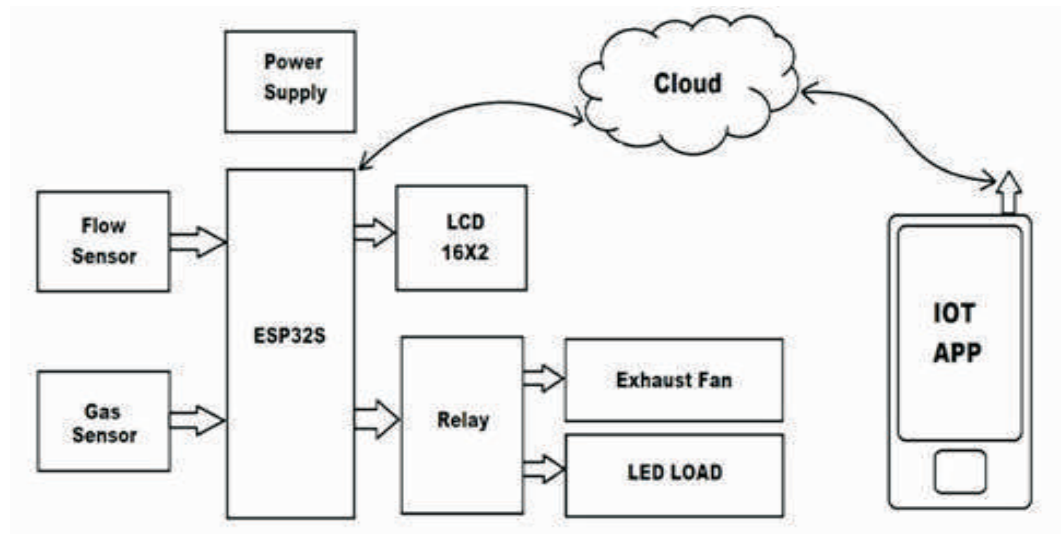 Power
Supply
Cloud
Flow
Sensor
LCD
16X2
ESP32S
IOT
APP
Gas
Sensor
Relay
Exhaust Fan
LED LOAD